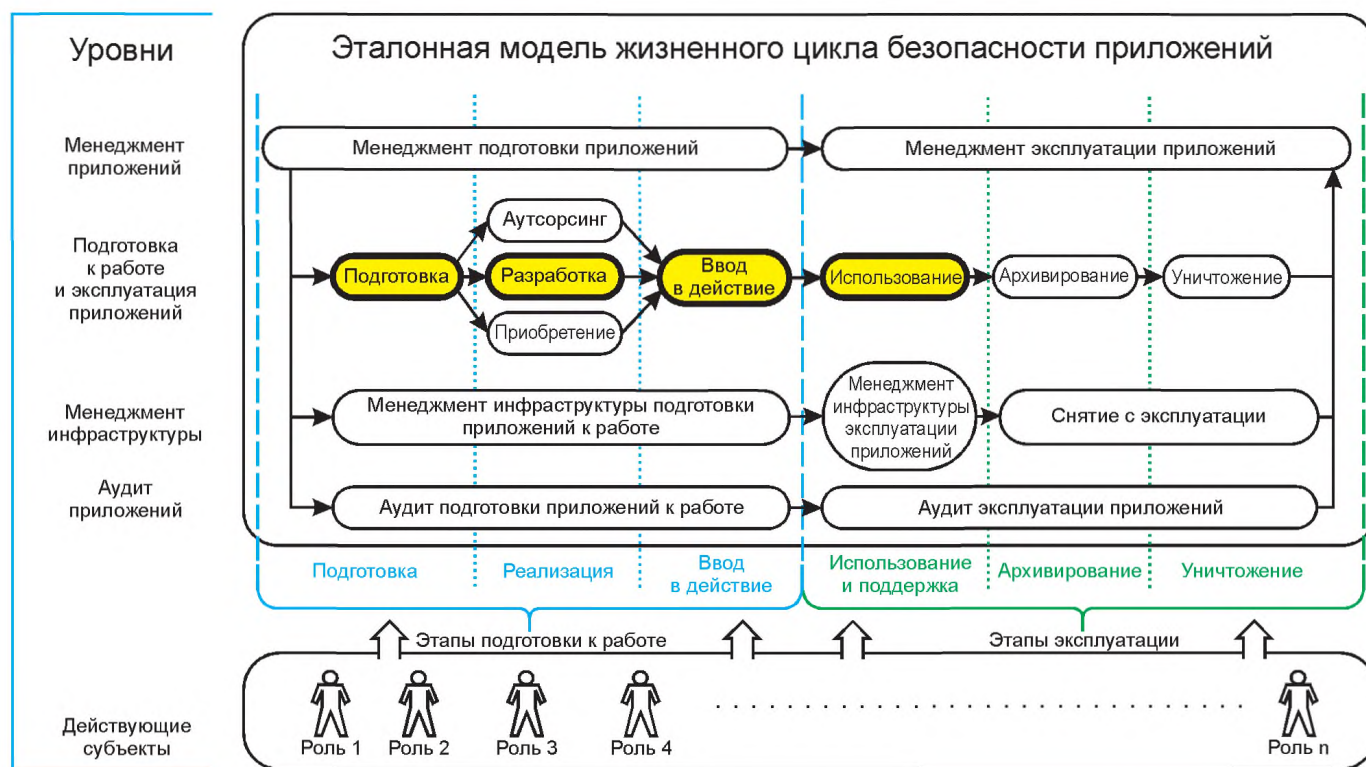 Уровни
Эталонная модель жизненного цикла безопасности приложений
Менеджмент
приложений
Менеджмент подготовки приложений
Менеджмент эксплуатации приложений
Подготовка
к работе
и эксплуатация
приложений
Подготовка
Аутсорсинг
Разработка
Приобретение
Ввод
в действие
Использование
Архивирование
Уничтожение
Менеджмент
инфраструктуры
Менеджмент инфраструктуры подготовки
приложений к работе
Менеджмент
инфраструктуры
эксплуатации
приложений
Снятие с эксплуатации
Аудит
приложений
Аудит подготовки приложений к работе
Аудит эксплуатации приложений
Подготовка
Реализация
Ввод
в действие
Использование
и поддержка
Архивирование
Уничтожение
Этапы подготовки к работе
Этапы эксплуатации
Действующие
субъекты
Роль 1
Роль 2
Роль 3
Роль 4
Роль n